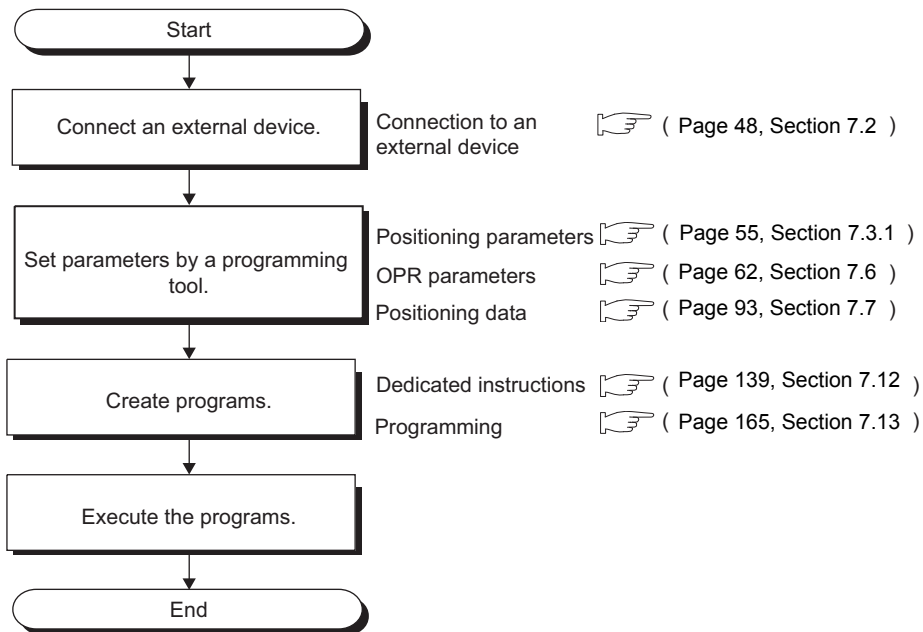 Start
Connect an external device.
Connection to an
external device
( Page 48, Section 7.2 )
Set parameters by a programming
tool.
Positioning parameters
( Page 55, Section 7.3.1 )
OPR parameters
( Page 62, Section 7.6 )
Positioning data
( Page 93, Section 7.7 )
Create programs.
Dedicated instructions
( Page 139, Section 7.12 )
Programming
( Page 165, Section 7.13 )
Execute the programs.
End